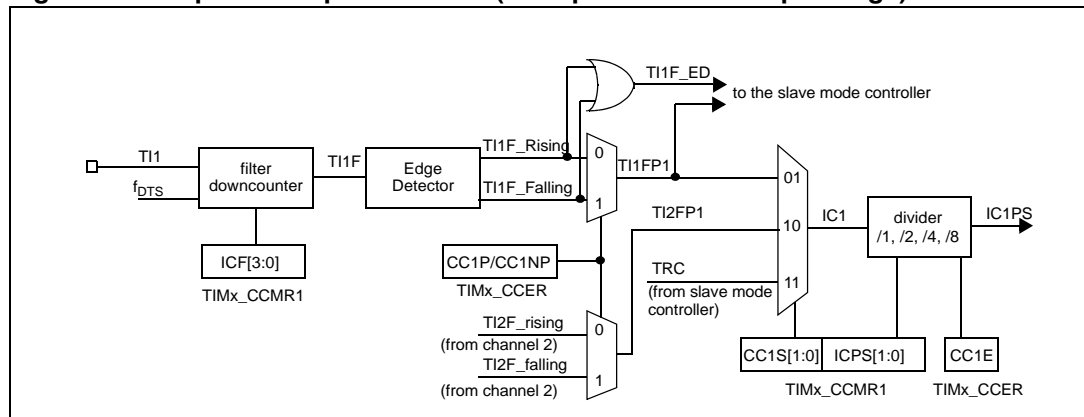 TI1F_ED
to the slave mode controller
TI1
filter
downcounter
f_DTS
ICF[3:0]
TIMx_CCMR1
TI1F
Edge
Detector
TI1F_Rising
TI1F_Falling
0
1
TI1FP1
CC1P/CC1NP
TIMx_CCER
TI2F_rising
(from channel 2)
TI2F_falling
(from channel 2)
0
1
TI2FP1
TRC
(from slave mode
controller)
01
10
11
IC1
divider
/1, /2, /4, /8
IC1PS
CC1S[1:0]
ICPS[1:0]
TIMx_CCMR1
CC1E
TIMx_CCER